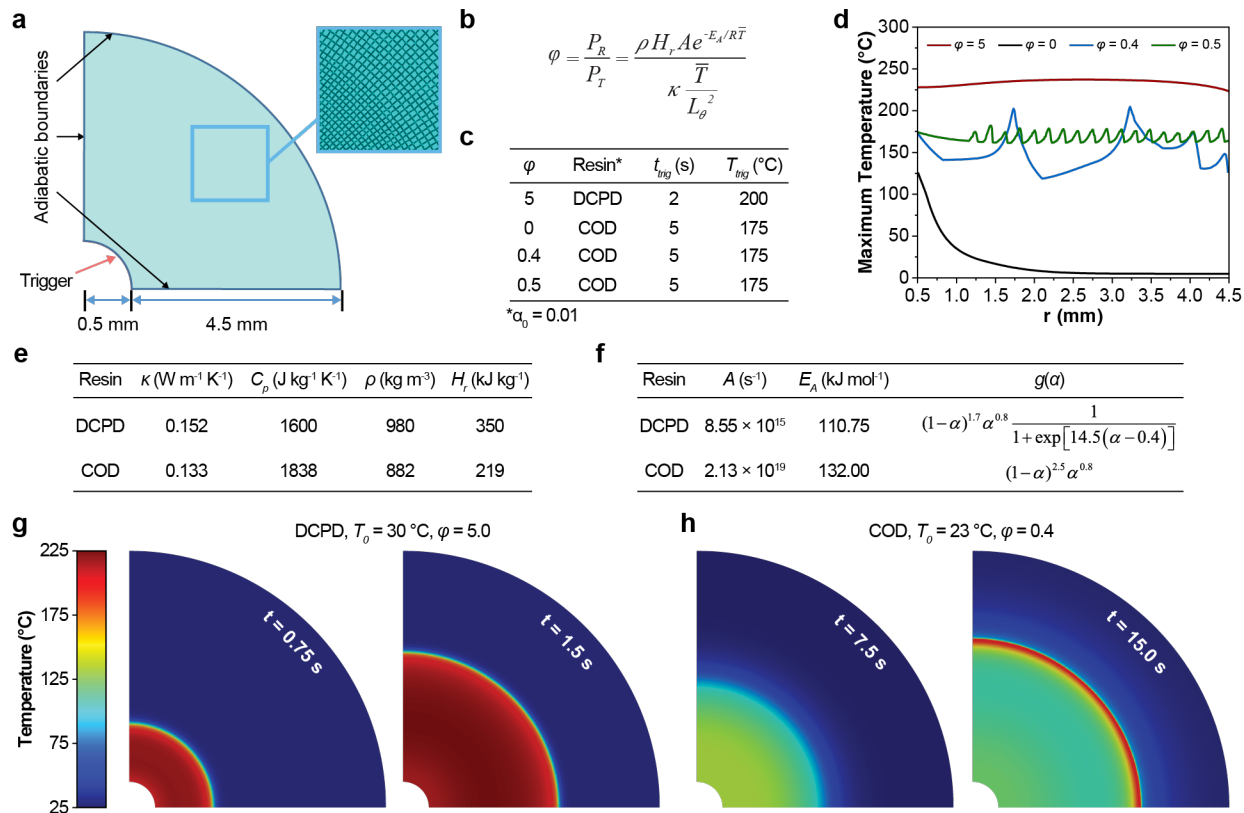 a
Adiabatic boundaries
Trigger
0.5 mm
4.5 mm
b
φ = P_R / P_T = ρ H_r A e^{-E_A/RT̅} / (κ T̅ / L_θ²)
c
φ Resin* t_trig (s) T_trig (°C)
5 DCPD 2 200
0 COD 5 175
0.4 COD 5 175
0.5 COD 5 175
*α₀ = 0.01
d
φ = 5 φ = 0 φ = 0.4 φ = 0.5
Maximum Temperature (°C)
300
250
200
150
100
50
0
0.5 1.0 1.5 2.0 2.5 3.0 3.5 4.0 4.5
r (mm)
e
Resin κ (W m⁻¹ K⁻¹) C_p (J kg⁻¹ K⁻¹) ρ (kg m⁻³) H_r (kJ kg⁻¹)
DCPD 0.152 1600 980 350
COD 0.133 1838 882 219
f
Resin A (s⁻¹) E_A (kJ mol⁻¹) g(α)
DCPD 8.55 × 10¹⁵ 110.75 (1−α)^{1.7} α^{0.8} 1 / (1+exp[14.5(α−0.4)])
COD 2.13 × 10¹⁹ 132.00 (1−α)^{2.5} α^{0.8}
g
DCPD, T₀ = 30 °C, φ = 5.0
Temperature (°C)
225
175
125
75
25
t = 0.75 s
t = 1.5 s
h
COD, T₀ = 23 °C, φ = 0.4
t = 7.5 s
t = 15.0 s